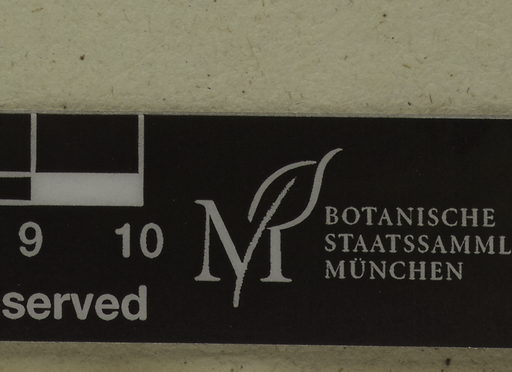 9 10
served
M
BOTANISCHE
STAATSSAMML
MÜNCHEN